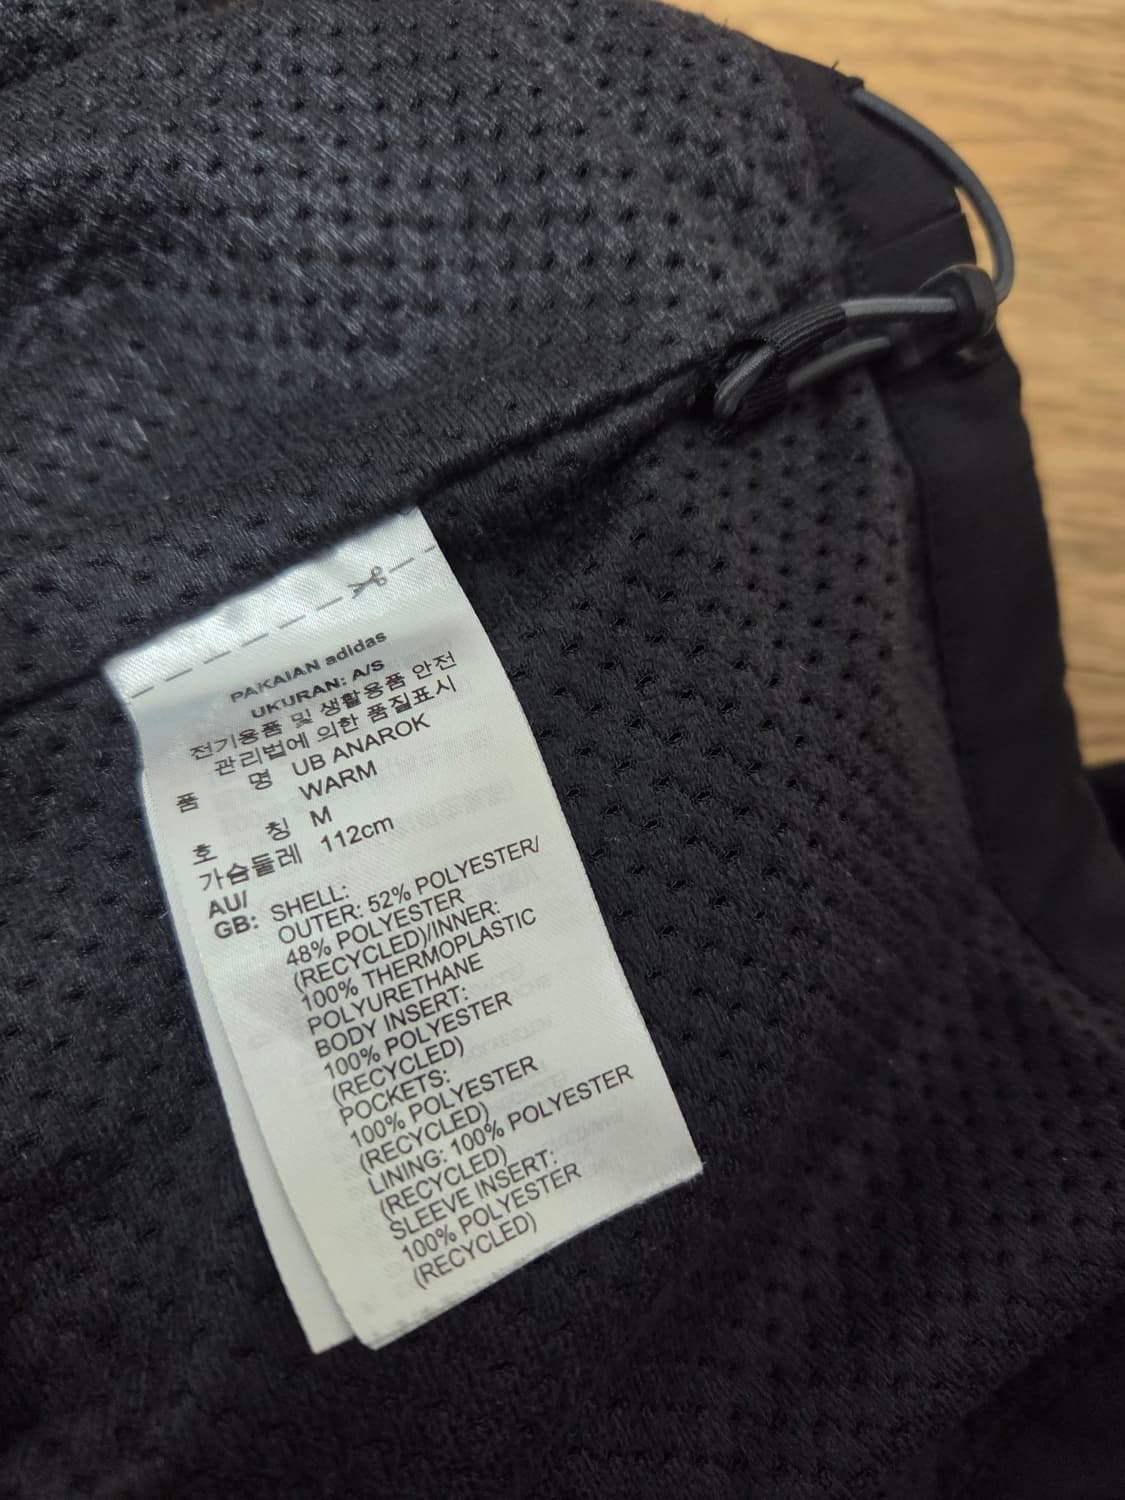 PAKAIAN adidas
UKURAN: A/S
전기용품 및 생활용품 안전
관리법에 의한 품질표시
품 명 UB ANAROK
WARM
호 칭 M
가슴둘레 112cm
AU/
GB: SHELL:
OUTER: 52% POLYESTER/
48% POLYESTER
(RECYCLED)/INNER:
100% THERMOPLASTIC
POLYURETHANE
BODY INSERT:
100% POLYESTER
(RECYCLED)
POCKETS:
100% POLYESTER
(RECYCLED)
LINING: 100% POLYESTER
(RECYCLED)
SLEEVE INSERT:
100% POLYESTER
(RECYCLED)